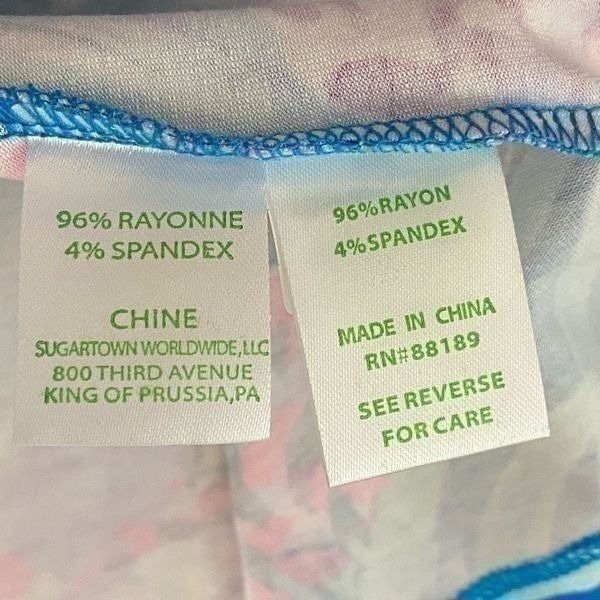 96% RAYONNE
4% SPANDEX
CHINE
SUGARTOWN WORLDWIDE,LLC
800 THIRD AVENUE
KING OF PRUSSIA,PA
96%RAYON
4%SPANDEX
MADE IN CHINA
RN#88189
SEE REVERSE
FOR CARE